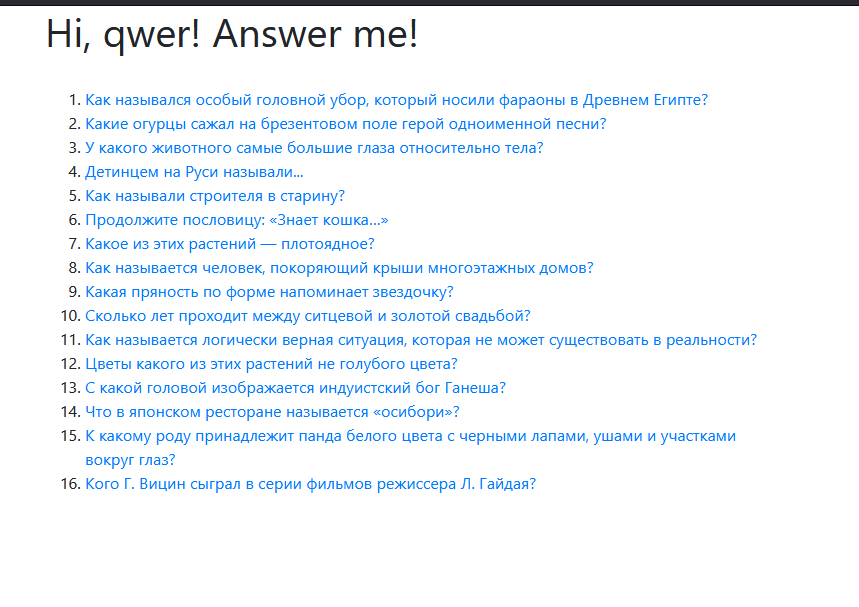 Hi, qwer! Answer me!
1. Как назывался особый головной убор, который носили фараоны в Древнем Египте?
2. Какие огурцы сажал на брезентовом поле герой одноименной песни?
3. У какого животного самые большие глаза относительно тела?
4. Детинцем на Руси называли...
5. Как называли строителя в старину?
6. Продолжите пословицу: «Знает кошка...»
7. Какое из этих растений — плотоядное?
8. Как называется человек, покоряющий крыши многоэтажных домов?
9. Какая пряность по форме напоминает звездочку?
10. Сколько лет проходит между ситцевой и золотой свадьбой?
11. Как называется логически верная ситуация, которая не может существовать в реальности?
12. Цветы какого из этих растений не голубого цвета?
13. С какой головой изображается индуистский бог Ганеша?
14. Что в японском ресторане называется «осибори»?
15. К какому роду принадлежит панда белого цвета с черными лапами, ушами и участками
вокруг глаз?
16. Кого Г. Вицин сыграл в серии фильмов режиссера Л. Гайдая?